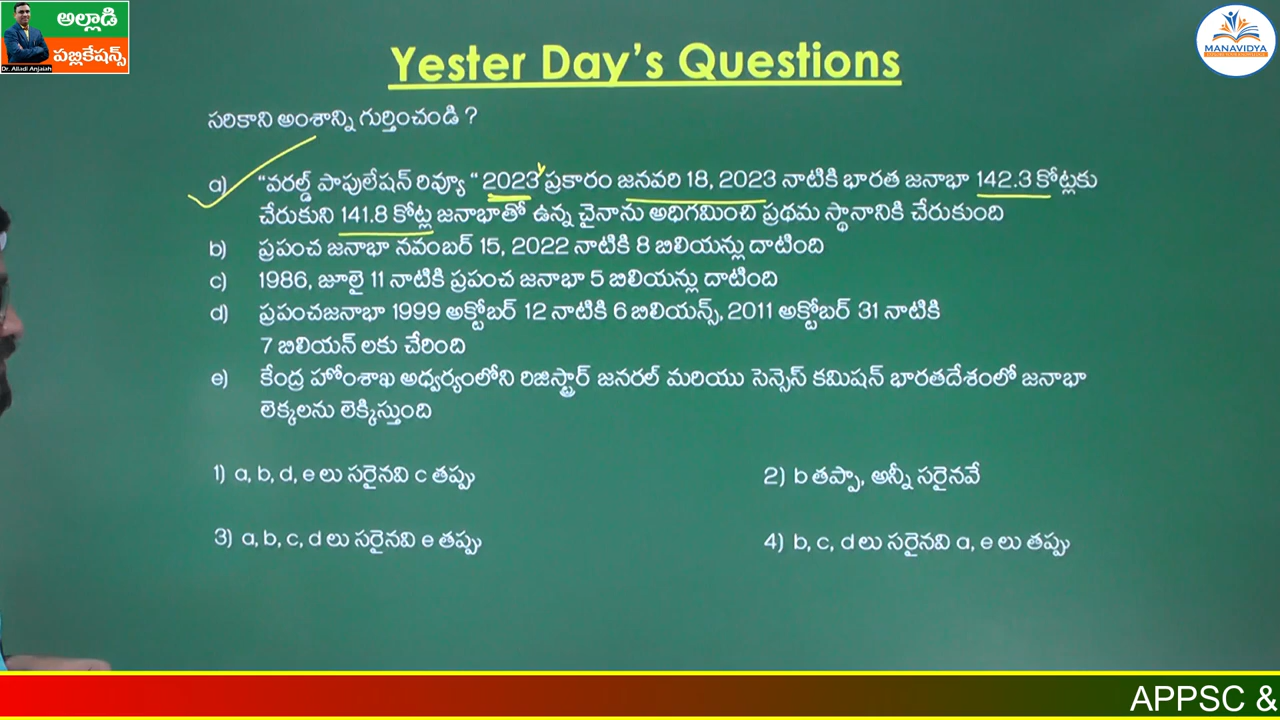 అల్లాడి
పబ్లికేషన్స్
Dr. Alladi Anjaiah
MANAVIDYA
Yester Day's Questions
సరికాని అంశాన్ని గుర్తించండి ?
a) "వరల్డ్ పాపులేషన్ రివ్యూ " 2023 ప్రకారం జనవరి 18, 2023 నాటికి భారత జనాభా 142.3 కోట్లకు
చేరుకుని 141.8 కోట్ల జనాభాతో ఉన్న చైనాను అధిగమించి ప్రథమ స్థానానికి చేరుకుంది
b) ప్రపంచ జనాభా నవంబర్ 15, 2022 నాటికి 8 బిలియన్లు దాటింది
c) 1986, జూలై 11 నాటికి ప్రపంచ జనాభా 5 బిలియన్లు దాటింది
d) ప్రపంచజనాభా 1999 అక్టోబర్ 12 నాటికి 6 బిలియన్స్, 2011 అక్టోబర్ 31 నాటికి
7 బిలియన్ లకు చేరింది
e) కేంద్ర హోంశాఖ అధ్వర్యంలోని రిజిస్ట్రార్ జనరల్ మరియు సెన్సెస్ కమిషన్ భారతదేశంలో జనాభా
లెక్కలను లెక్కిస్తుంది
1) a, b, d, e లు సరైనవి c తప్పు
2) b తప్పా, అన్నీ సరైనవే
3) a, b, c, d లు సరైనవి e తప్పు
4) b, c, d లు సరైనవి a, e లు తప్పు
APPSC &